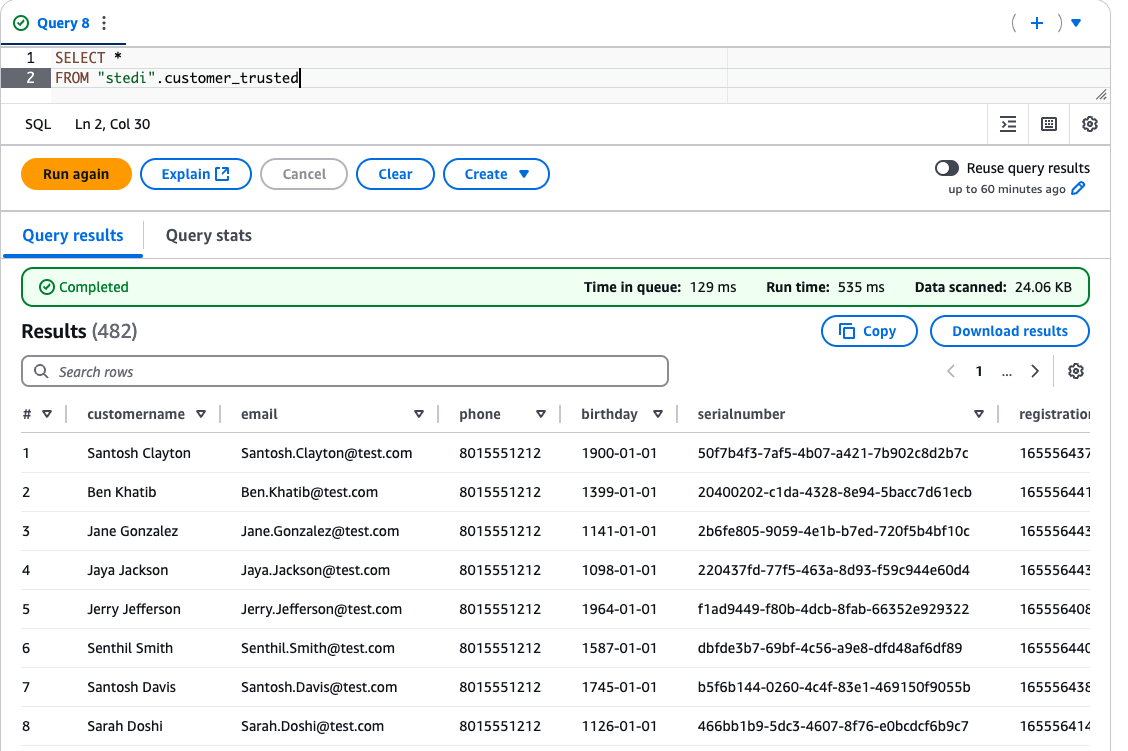 Query 8
1 SELECT *
2 FROM "stedi".customer_trusted
SQL Ln 2, Col 30
Run again Explain Cancel Clear Create Reuse query results
up to 60 minutes ago
Query results Query stats
Completed Time in queue: 129 ms Run time: 535 ms Data scanned: 24.06 KB
Results (482) Copy Download results
Search rows 1 ...
# customername email phone birthday serialnumber registration
1 Santosh Clayton Santosh.Clayton@test.com 8015551212 1900-01-01 50f7b4f3-7af5-4b07-a421-7b902c8d2b7c 165556437
2 Ben Khatib Ben.Khatib@test.com 8015551212 1399-01-01 20400202-c1da-4328-8e94-5bacc7d61ecb 165556441
3 Jane Gonzalez Jane.Gonzalez@test.com 8015551212 1141-01-01 2b6fe805-9059-4e1b-b7ed-720f5b4bf10c 165556443
4 Jaya Jackson Jaya.Jackson@test.com 8015551212 1098-01-01 220437fd-77f5-463a-8d93-f59c944e60d4 165556443
5 Jerry Jefferson Jerry.Jefferson@test.com 8015551212 1964-01-01 f1ad9449-f80b-4dcb-8fab-66352e929322 165556408
6 Senthil Smith Senthil.Smith@test.com 8015551212 1587-01-01 dbfde3b7-69bf-4c56-a9e8-dfd48af6df89 165556440
7 Santosh Davis Santosh.Davis@test.com 8015551212 1745-01-01 b5f6b144-0260-4c4f-83e1-469150f9055b 165556438
8 Sarah Doshi Sarah.Doshi@test.com 8015551212 1126-01-01 466bb1b9-5dc3-4607-8f76-e0bcdcf6b9c7 165556414